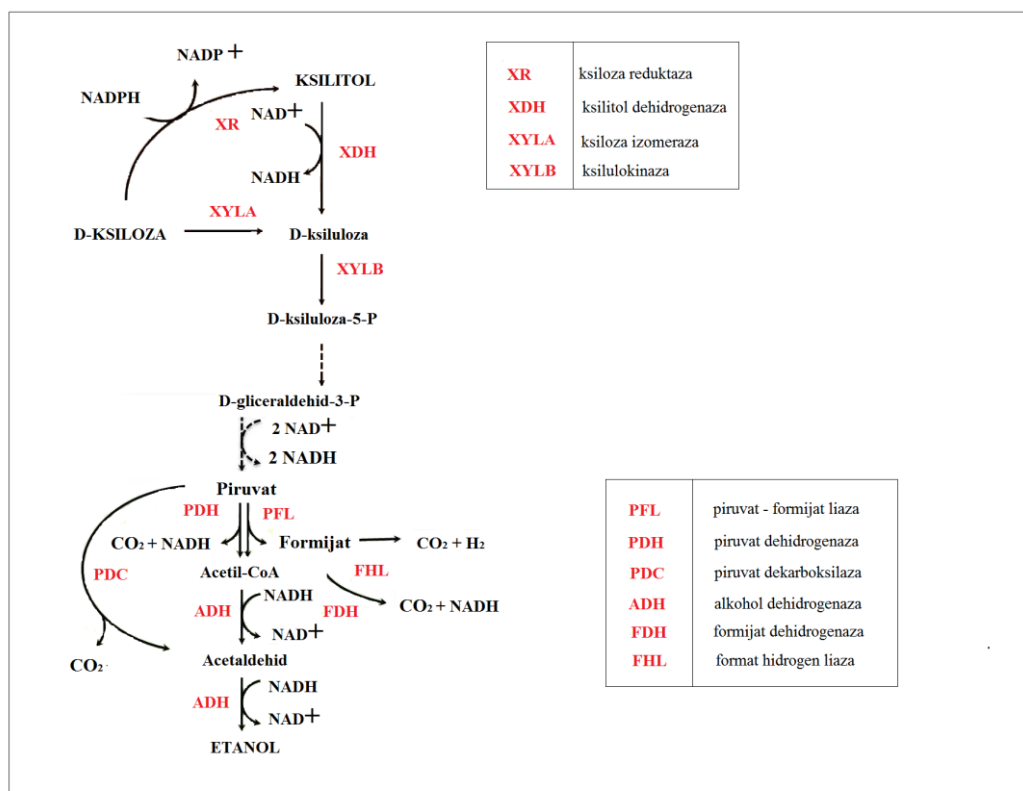 NADP +
NADPH
KSILITOL
XR
NAD+
XDH
NADH
XYLA
D-KSILOZA
D-ksiluloza
XYLB
D-ksiluloza-5-P
D-gliceraldehid-3-P
2 NAD+
2 NADH
Piruvat
PDH
PFL
CO₂ + NADH
Formijat
CO₂ + H₂
PDC
Acetil-CoA
FHL
NADH
ADH
FDH
CO₂ + NADH
NAD+
CO₂
Acetaldehid
NADH
ADH
NAD+
ETANOL
XR ksiloza reduktaza
XDH ksilitol dehidrogenaza
XYLA ksiloza izomeraza
XYLB ksilulokinaza
PFL piruvat - formijat liaza
PDH piruvat dehidrogenaza
PDC piruvat dekarboksilaza
ADH alkohol dehidrogenaza
FDH formijat dehidrogenaza
FHL format hidrogen liaza